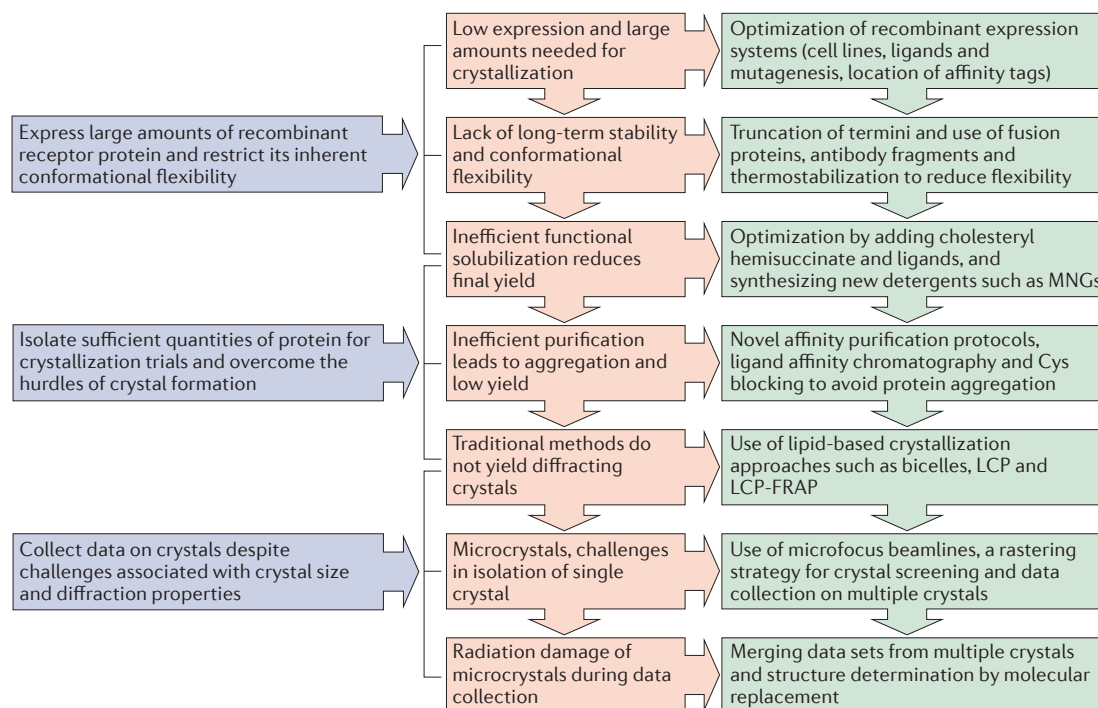 Low expression and large
amounts needed for
crystallization
Optimization of recombinant expression
systems (cell lines, ligands and
mutagenesis, location of affinity tags)
Express large amounts of recombinant
receptor protein and restrict its inherent
conformational flexibility
Lack of long-term stability
and conformational
flexibility
Truncation of termini and use of fusion
proteins, antibody fragments and
thermostabilization to reduce flexibility
Inefficient functional
solubilization reduces
final yield
Optimization by adding cholesteryl
hemisuccinate and ligands, and
synthesizing new detergents such as MNGs
Isolate sufficient quantities of protein for
crystallization trials and overcome the
hurdles of crystal formation
Inefficient purification
leads to aggregation and
low yield
Novel affinity purification protocols,
ligand affinity chromatography and Cys
blocking to avoid protein aggregation
Traditional methods do
not yield diffracting
crystals
Use of lipid-based crystallization
approaches such as bicelles, LCP and
LCP-FRAP
Collect data on crystals despite
challenges associated with crystal size
and diffraction properties
Microcrystals, challenges
in isolation of single
crystal
Use of microfocus beamlines, a rastering
strategy for crystal screening and data
collection on multiple crystals
Radiation damage of
microcrystals during data
collection
Merging data sets from multiple crystals
and structure determination by molecular
replacement